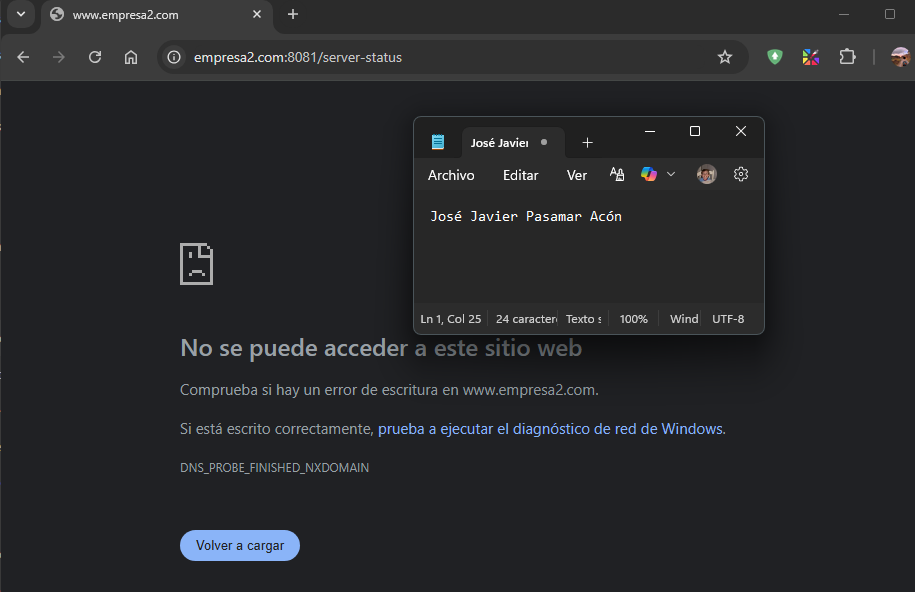 www.empresa2.com
empresa2.com:8081/server-status
José Javier
Archivo Editar Ver
José Javier Pasamar Acón
Ln 1, Col 25 24 caracter Texto s 100% Wind UTF-8
No se puede acceder a este sitio web
Comprueba si hay un error de escritura en www.empresa2.com.
Si está escrito correctamente, prueba a ejecutar el diagnóstico de red de Windows.
DNS_PROBE_FINISHED_NXDOMAIN
Volver a cargar